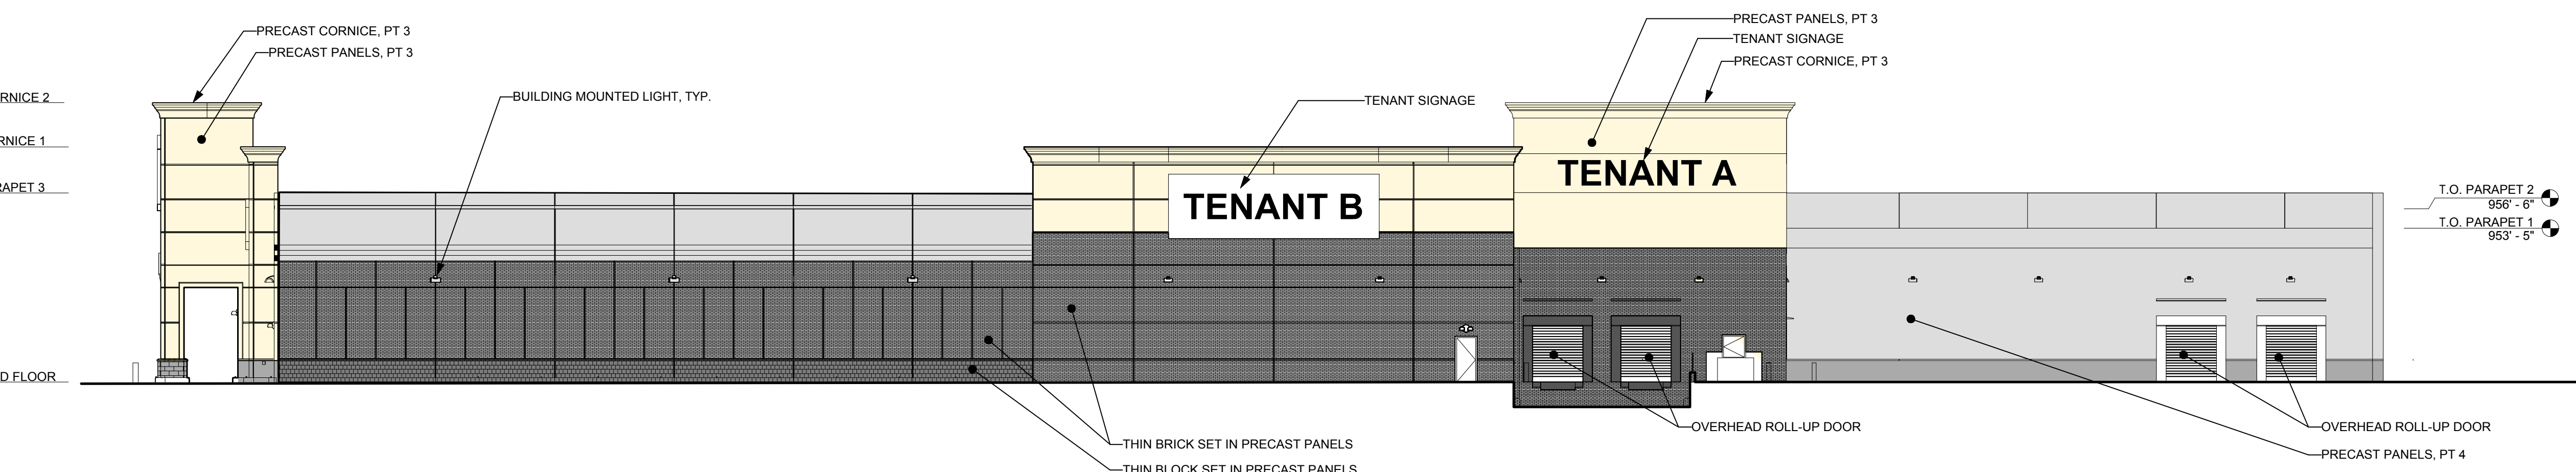 PRECAST CORNICE, PT 3
PRECAST PANELS, PT 3
PRECAST PANELS, PT 3
TENANT SIGNAGE
PRECAST CORNICE, PT 3
RNICE 2
BUILDING MOUNTED LIGHT, TYP.
TENANT SIGNAGE
RNICE 1
RAPET 3
TENANT B
TENANT A
T.O. PARAPET 2
956' - 6"
T.O. PARAPET 1
953' - 5"
D FLOOR
OVERHEAD ROLL-UP DOOR
OVERHEAD ROLL-UP DOOR
THIN BRICK SET IN PRECAST PANELS
PRECAST PANELS, PT 4
THIN BLOCK SET IN PRECAST PANELS